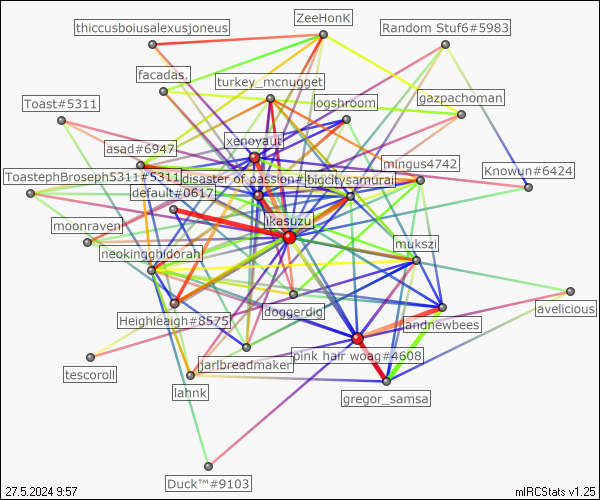 ZeeHonK
thiccusboiusalexusjoneus
Random Stuf6#5983
facadas.
turkey_mcnugget
Toast#5311
ogshroom
gazpachoman
xenoyaut
asad#6947
mingus4742
Knowun#6424
ToastephBroseph5311#5311
disaster of passion#
bigcitysamurai
default#0617
ikasuzu
moonraven
mukszi
neokingghidorah
doggerdig
avelicious
Heighleigh#8575
andnewbees
pink hair woag#4608
jarlbreadmaker
tescoroll
lahnk
gregor_samsa
Duck™#9103
27.5.2024 9:57
mIRCStats v1.25